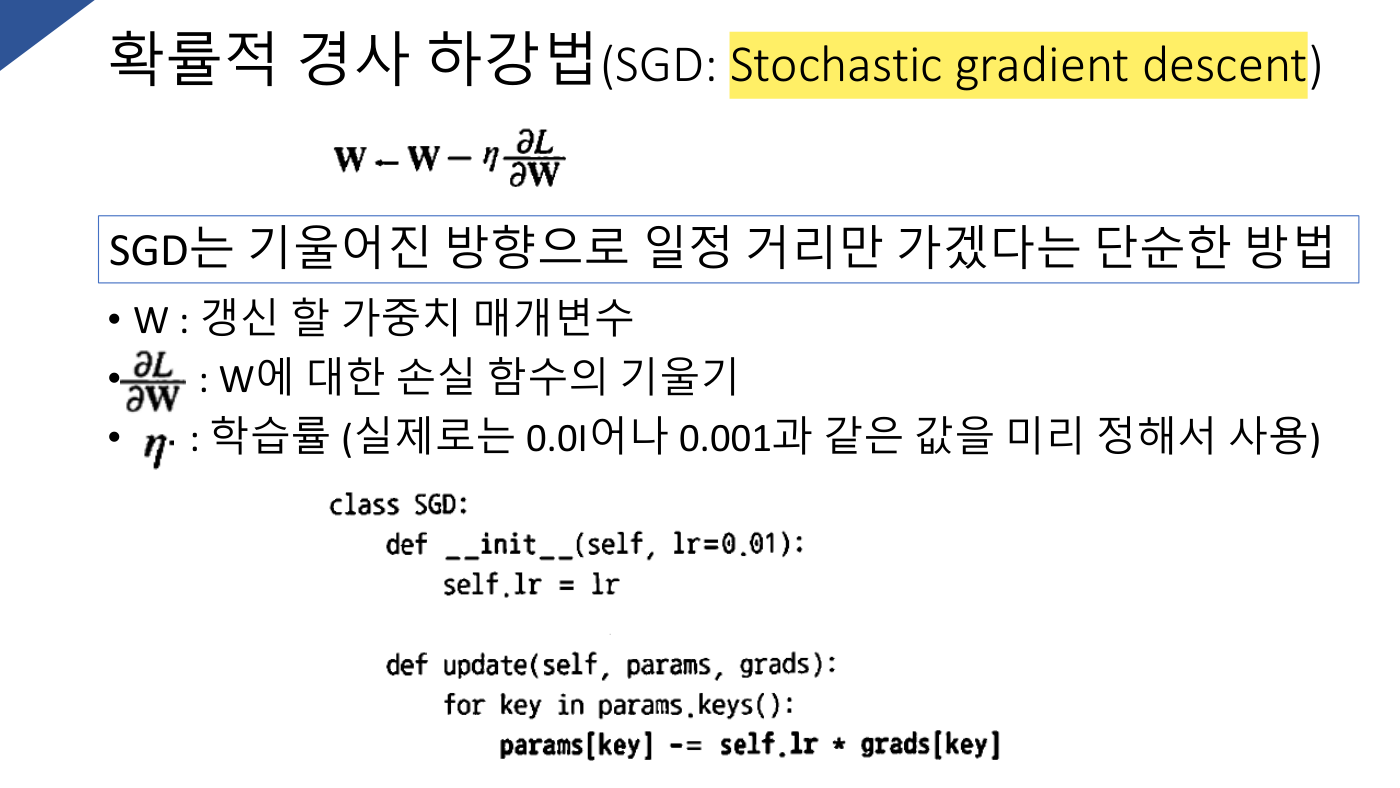 확률적 경사 하강법(SGD: Stochastic gradient descent)
W ← W − η ∂L/∂W
SGD는 기울어진 방향으로 일정 거리만 가겠다는 단순한 방법
• W : 갱신 할 가중치 매개변수
• ∂L/∂W : W에 대한 손실 함수의 기울기
• η : 학습률 (실제로는 0.0I어나 0.001과 같은 값을 미리 정해서 사용)
class SGD:
    def __init__(self, lr=0.01):
        self.lr = lr
    def update(self, params, grads):
        for key in params.keys():
            params[key] -= self.lr * grads[key]